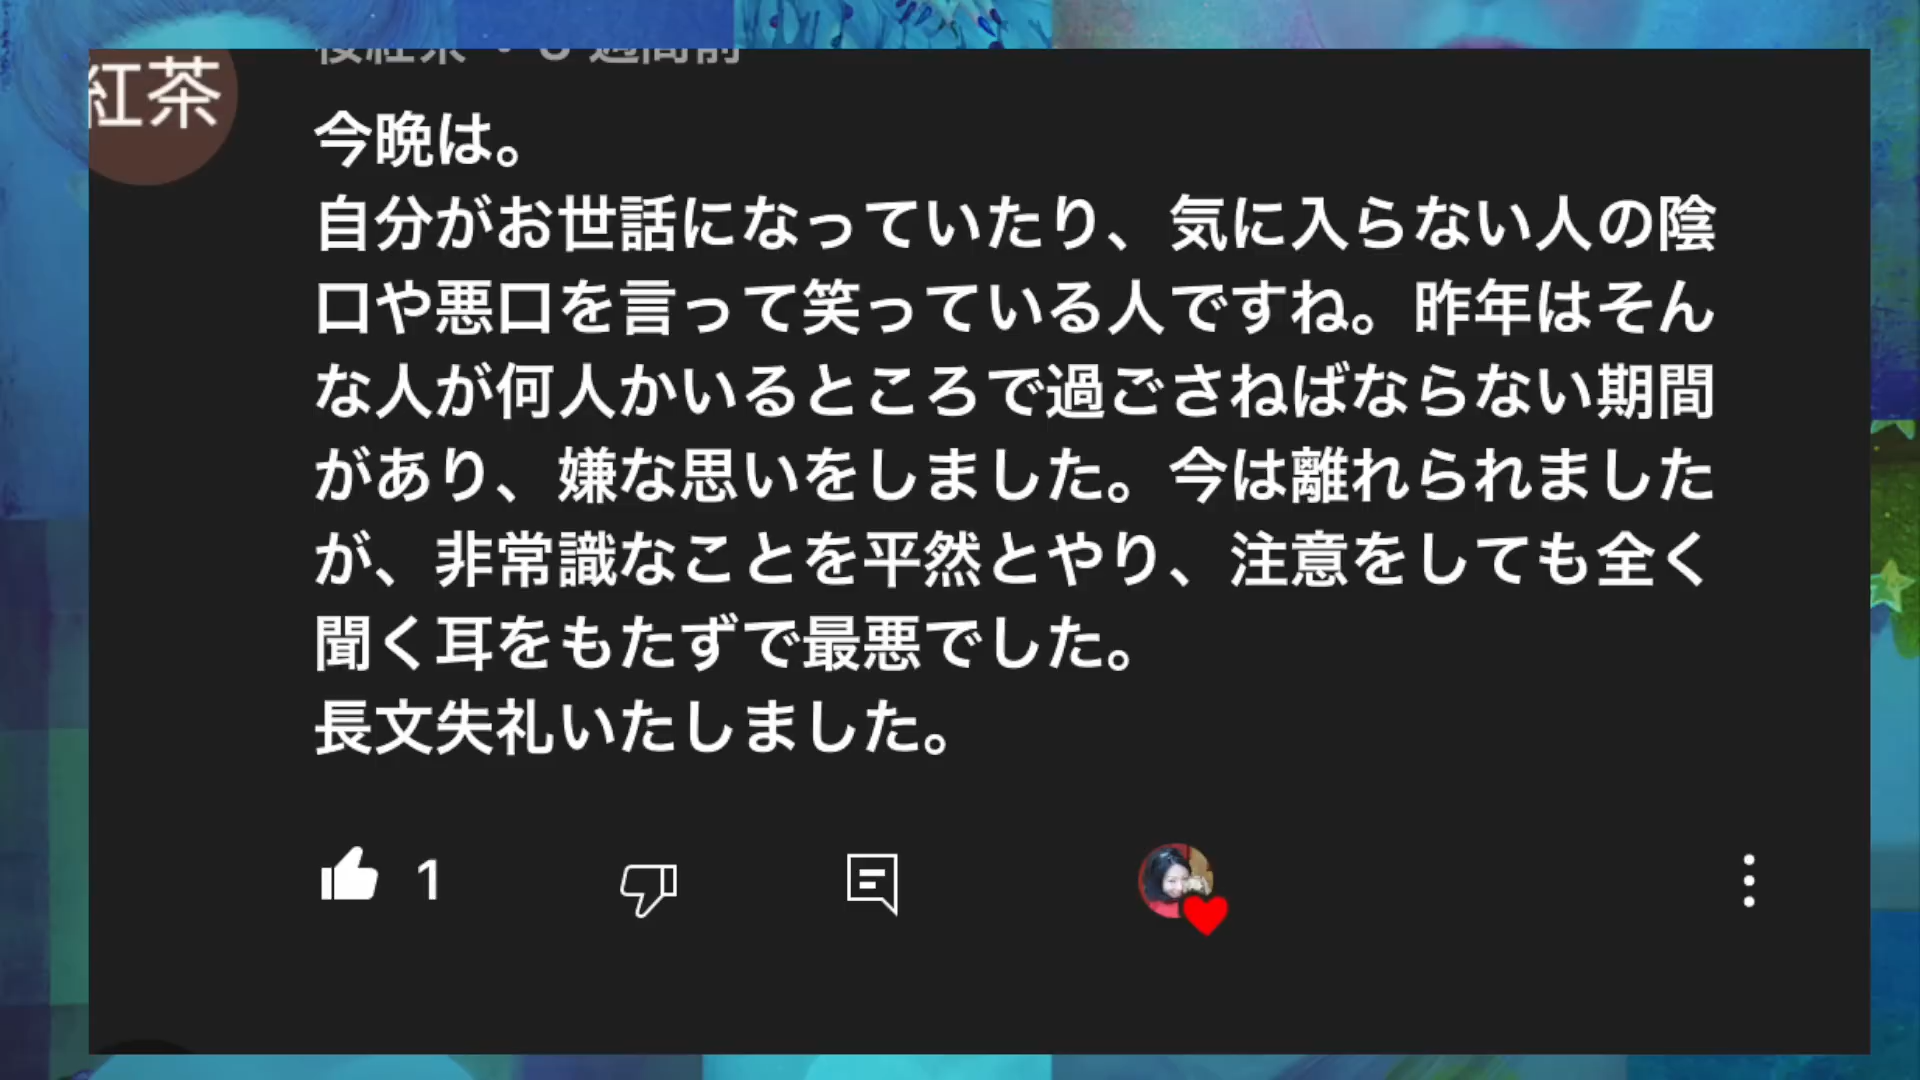 紅茶
今晩は。
自分がお世話になっていたり、気に入らない人の陰
口や悪口を言って笑っている人ですね。昨年はそん
な人が何人かいるところで過ごさねばならない期間
があり、嫌な思いをしました。今は離れられました
が、非常識なことを平然とやり、注意をしても全く
聞く耳をもたずで最悪でした。
長文失礼いたしました。
1